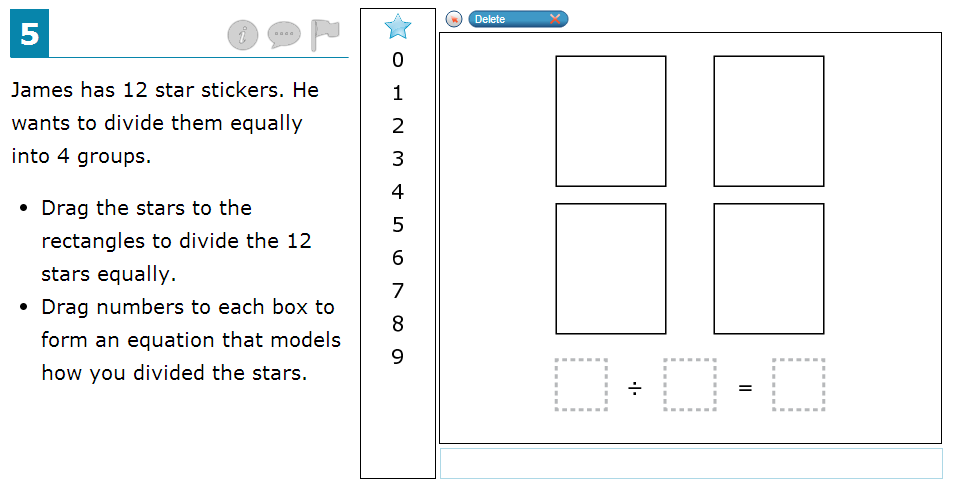 5
James has 12 star stickers. He
wants to divide them equally
into 4 groups.
• Drag the stars to the
rectangles to divide the 12
stars equally.
• Drag numbers to each box to
form an equation that models
how you divided the stars.
0
1
2
3
4
5
6
7
8
9
Delete
÷ =